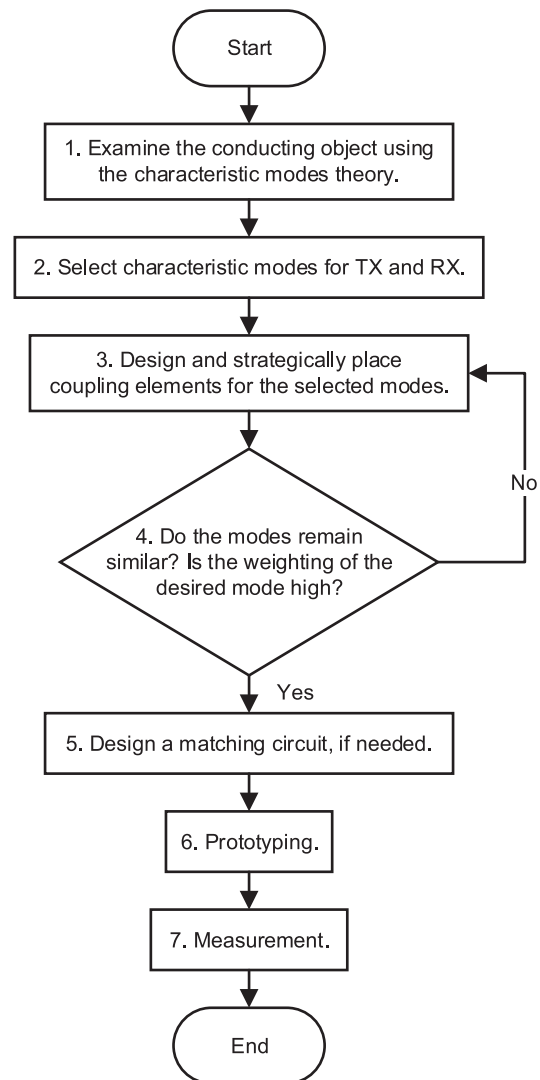 Start
1. Examine the conducting object using
the characteristic modes theory.
2. Select characteristic modes for TX and RX.
3. Design and strategically place
coupling elements for the selected modes.
No
4. Do the modes remain
similar? Is the weighting of the
desired mode high?
Yes
5. Design a matching circuit, if needed.
6. Prototyping.
7. Measurement.
End